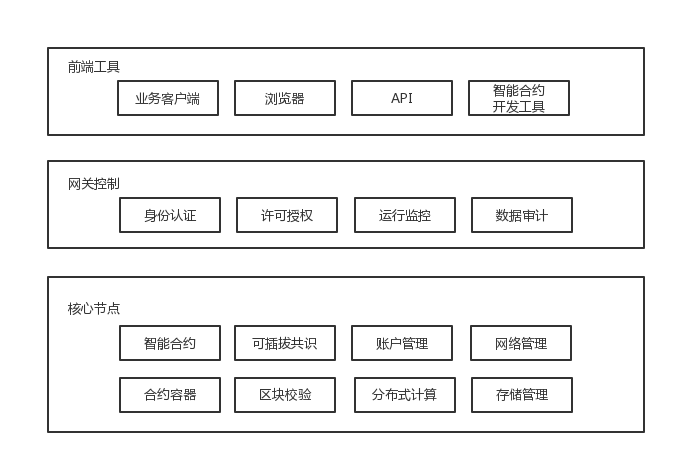 前端工具
业务客户端
浏览器
API
智能合约
开发工具
网关控制
身份认证
许可授权
运行监控
数据审计
核心节点
智能合约
可插拔共识
账户管理
网络管理
合约容器
区块校验
分布式计算
存储管理